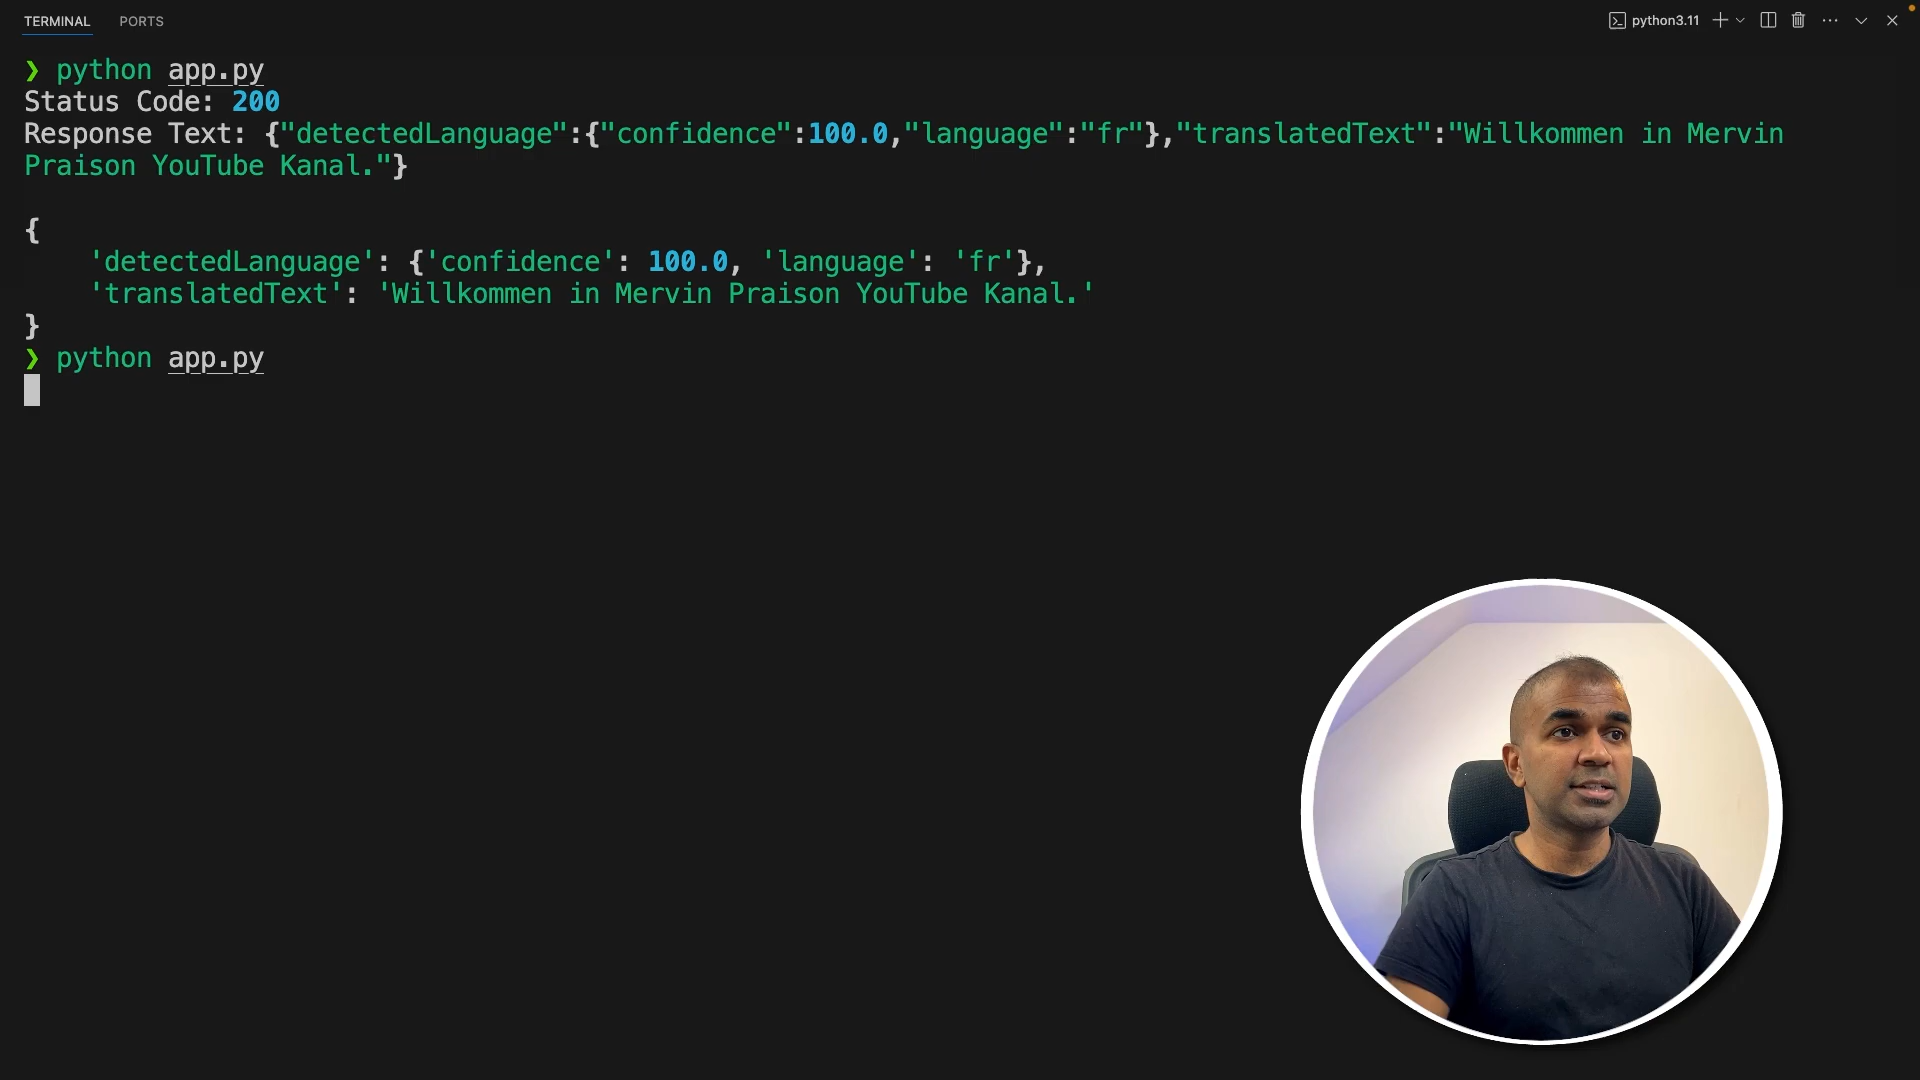 TERMINAL PORTS python3.11
❯ python app.py
Status Code: 200
Response Text: {"detectedLanguage":{"confidence":100.0,"language":"fr"},"translatedText":"Willkommen in Mervin
Praison YouTube Kanal."}
{
    'detectedLanguage': {'confidence': 100.0, 'language': 'fr'},
    'translatedText': 'Willkommen in Mervin Praison YouTube Kanal.'
}
❯ python app.py